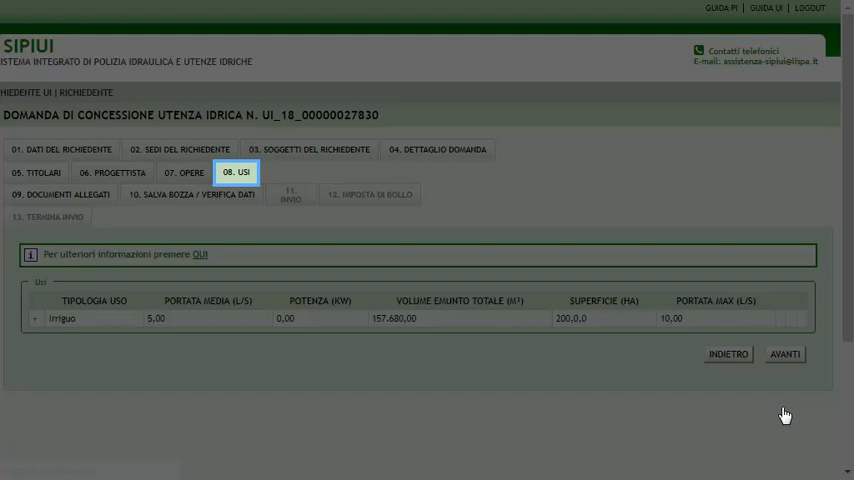 GUIDA PI | GUIDA UI | LOGOUT
SIPIUI
ISTEMA INTEGRATO DI POLIZIA IDRAULICA E UTENZE IDRICHE
Contatti telefonici
E-mail: assistenza-sipiui@lispa.it
HIEDENTE UI | RICHIEDENTE
DOMANDA DI CONCESSIONE UTENZA IDRICA N. UI_18_00000027830
01. DATI DEL RICHIEDENTE 02. SEDI DEL RICHIEDENTE 03. SOGGETTI DEL RICHIEDENTE 04. DETTAGLIO DOMANDA
05. TITOLARI 06. PROGETTISTA 07. OPERE 08. USI
09. DOCUMENTI ALLEGATI 10. SALVA BOZZA / VERIFICA DATI 11. INVIO 12. IMPOSTA DI BOLLO
13. TERMINA INVIO
i Per ulteriori informazioni premere QUI
Usi
TIPOLOGIA USO PORTATA MEDIA (L/S) POTENZA (KW) VOLUME EMUNTO TOTALE (M³) SUPERFICIE (HA) PORTATA MAX (L/S)
+ Irriguo 5,00 0,00 157.680,00 200,0,0 10,00
INDIETRO AVANTI